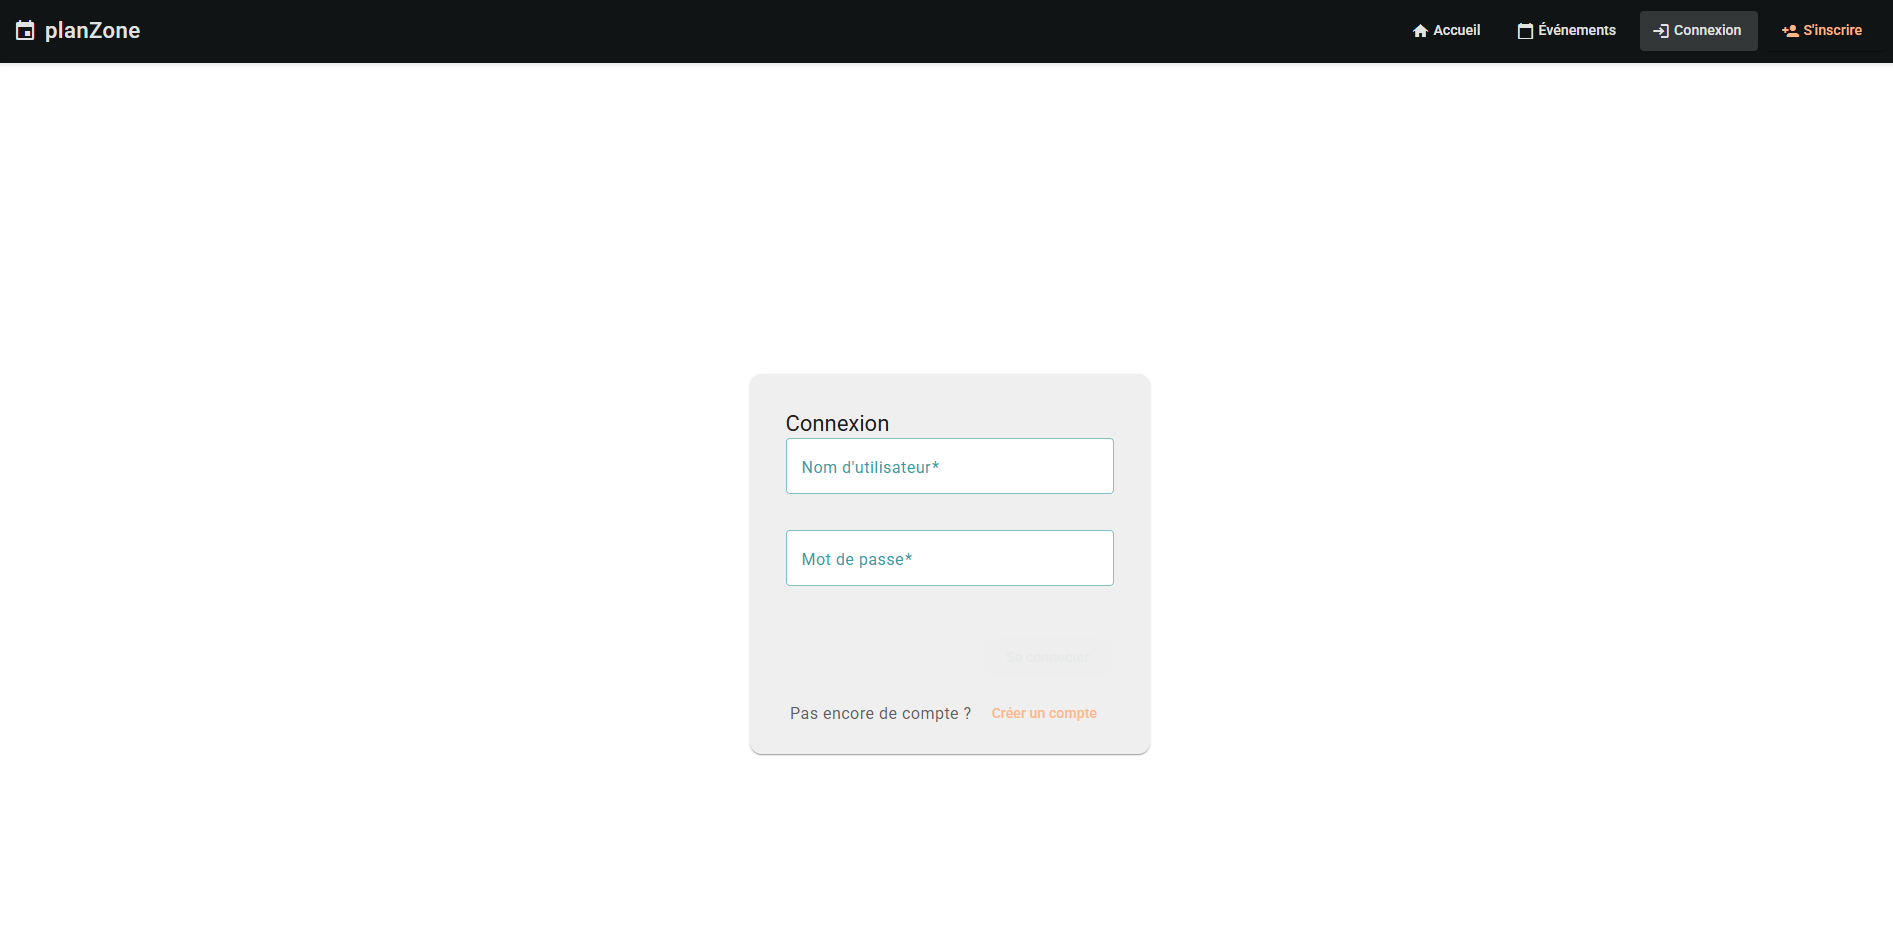 planZone
Accueil
Événements
Connexion
S'inscrire
Connexion
Nom d'utilisateur*
Mot de passe*
Se connecter
Pas encore de compte ? Créer un compte